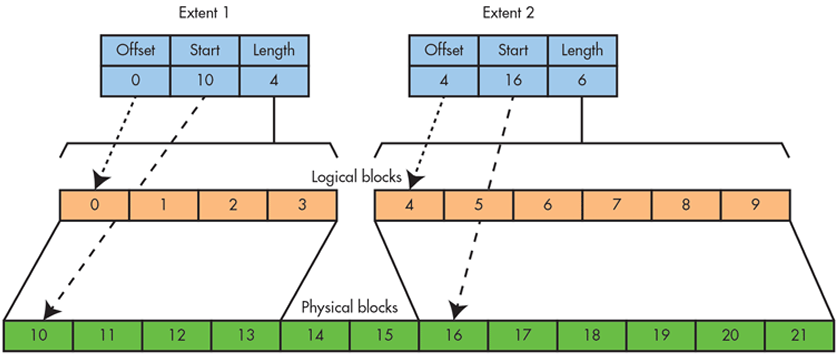 Extent 1 Extent 2
Offset Start Length Offset Start Length
0 10 4 4 16 6
Logical blocks
0 1 2 3 4 5 6 7 8 9
Physical blocks
10 11 12 13 14 15 16 17 18 19 20 21